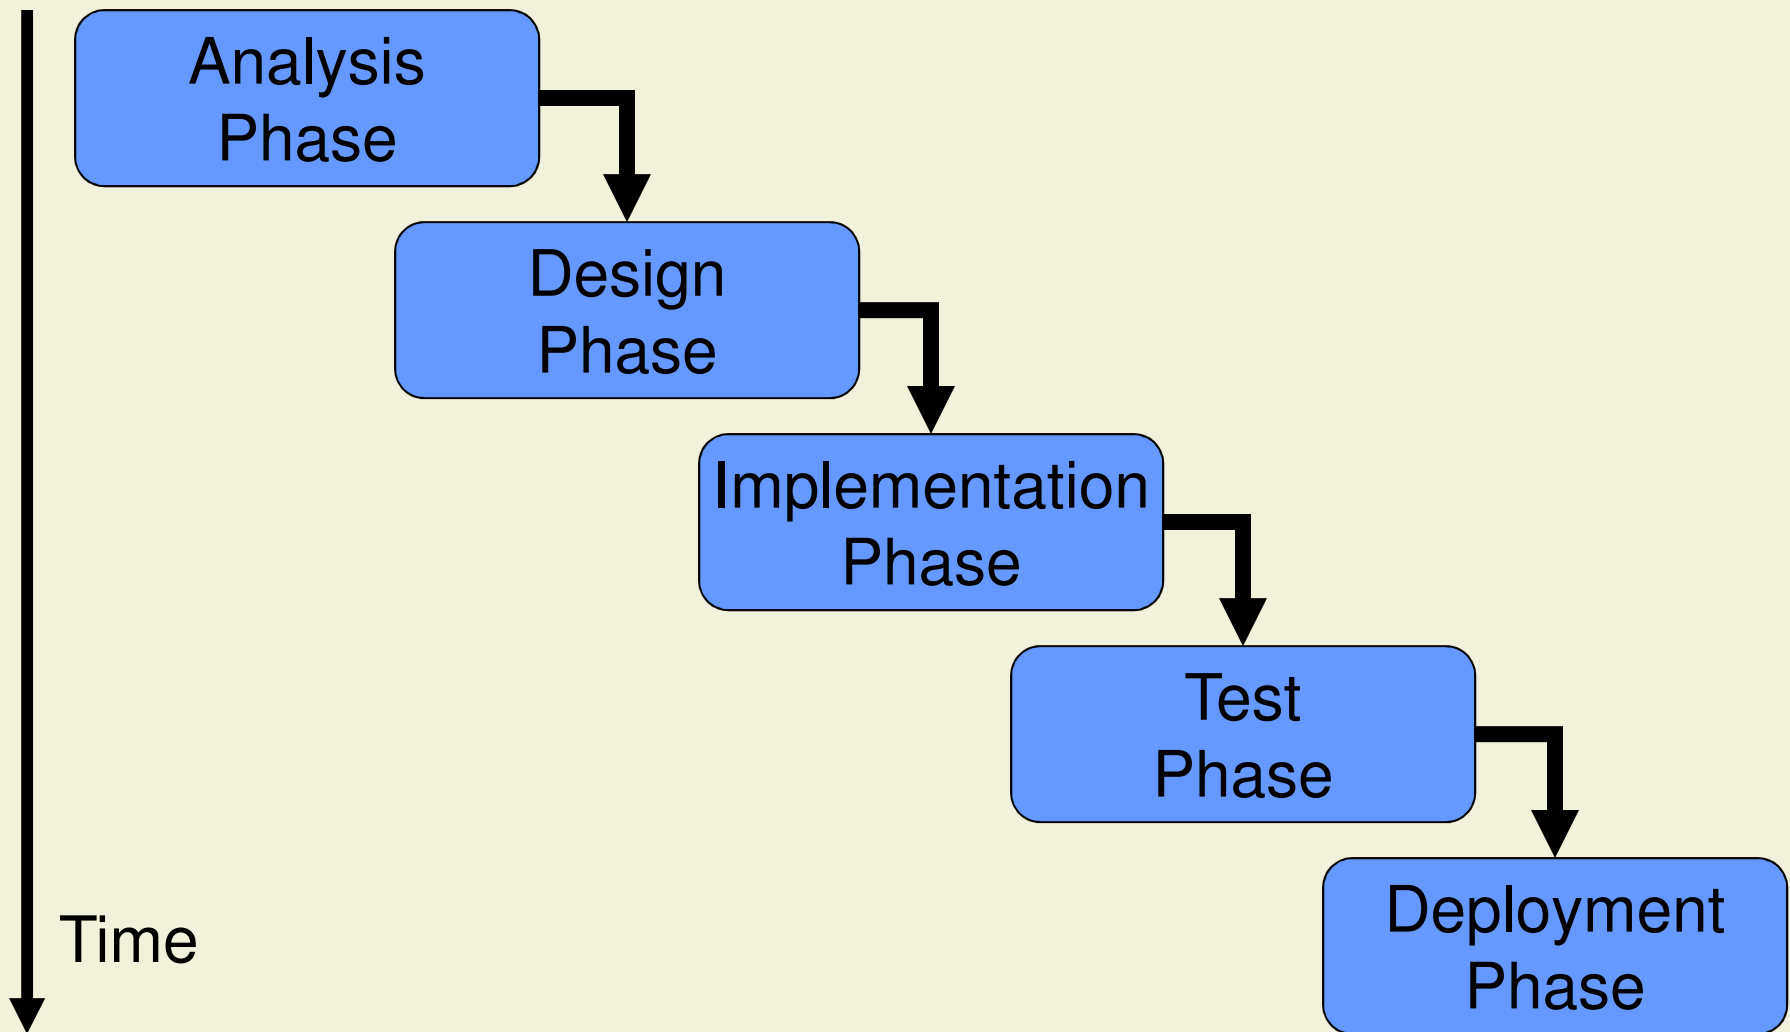 Analysis
Phase
Design
Phase
Implementation
Phase
Test
Phase
Deployment
Phase
Time